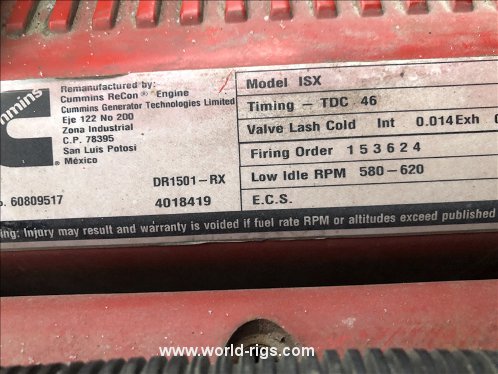 Remanufactured by:
Cummins ReCon® Engine
Cummins Generator Technologies Limited
Eje 122 No 200
Zona Industrial
C.P. 78395
San Luis Potosi
México
DR1501-RX
60809517 4018419
Model ISX
Timing - TDC 46
Valve Lash Cold Int 0.014 Exh
Firing Order 1 5 3 6 2 4
Low Idle RPM 580-620
E.C.S.
Injury may result and warranty is voided if fuel rate RPM or altitudes exceed published
www.world-rigs.com